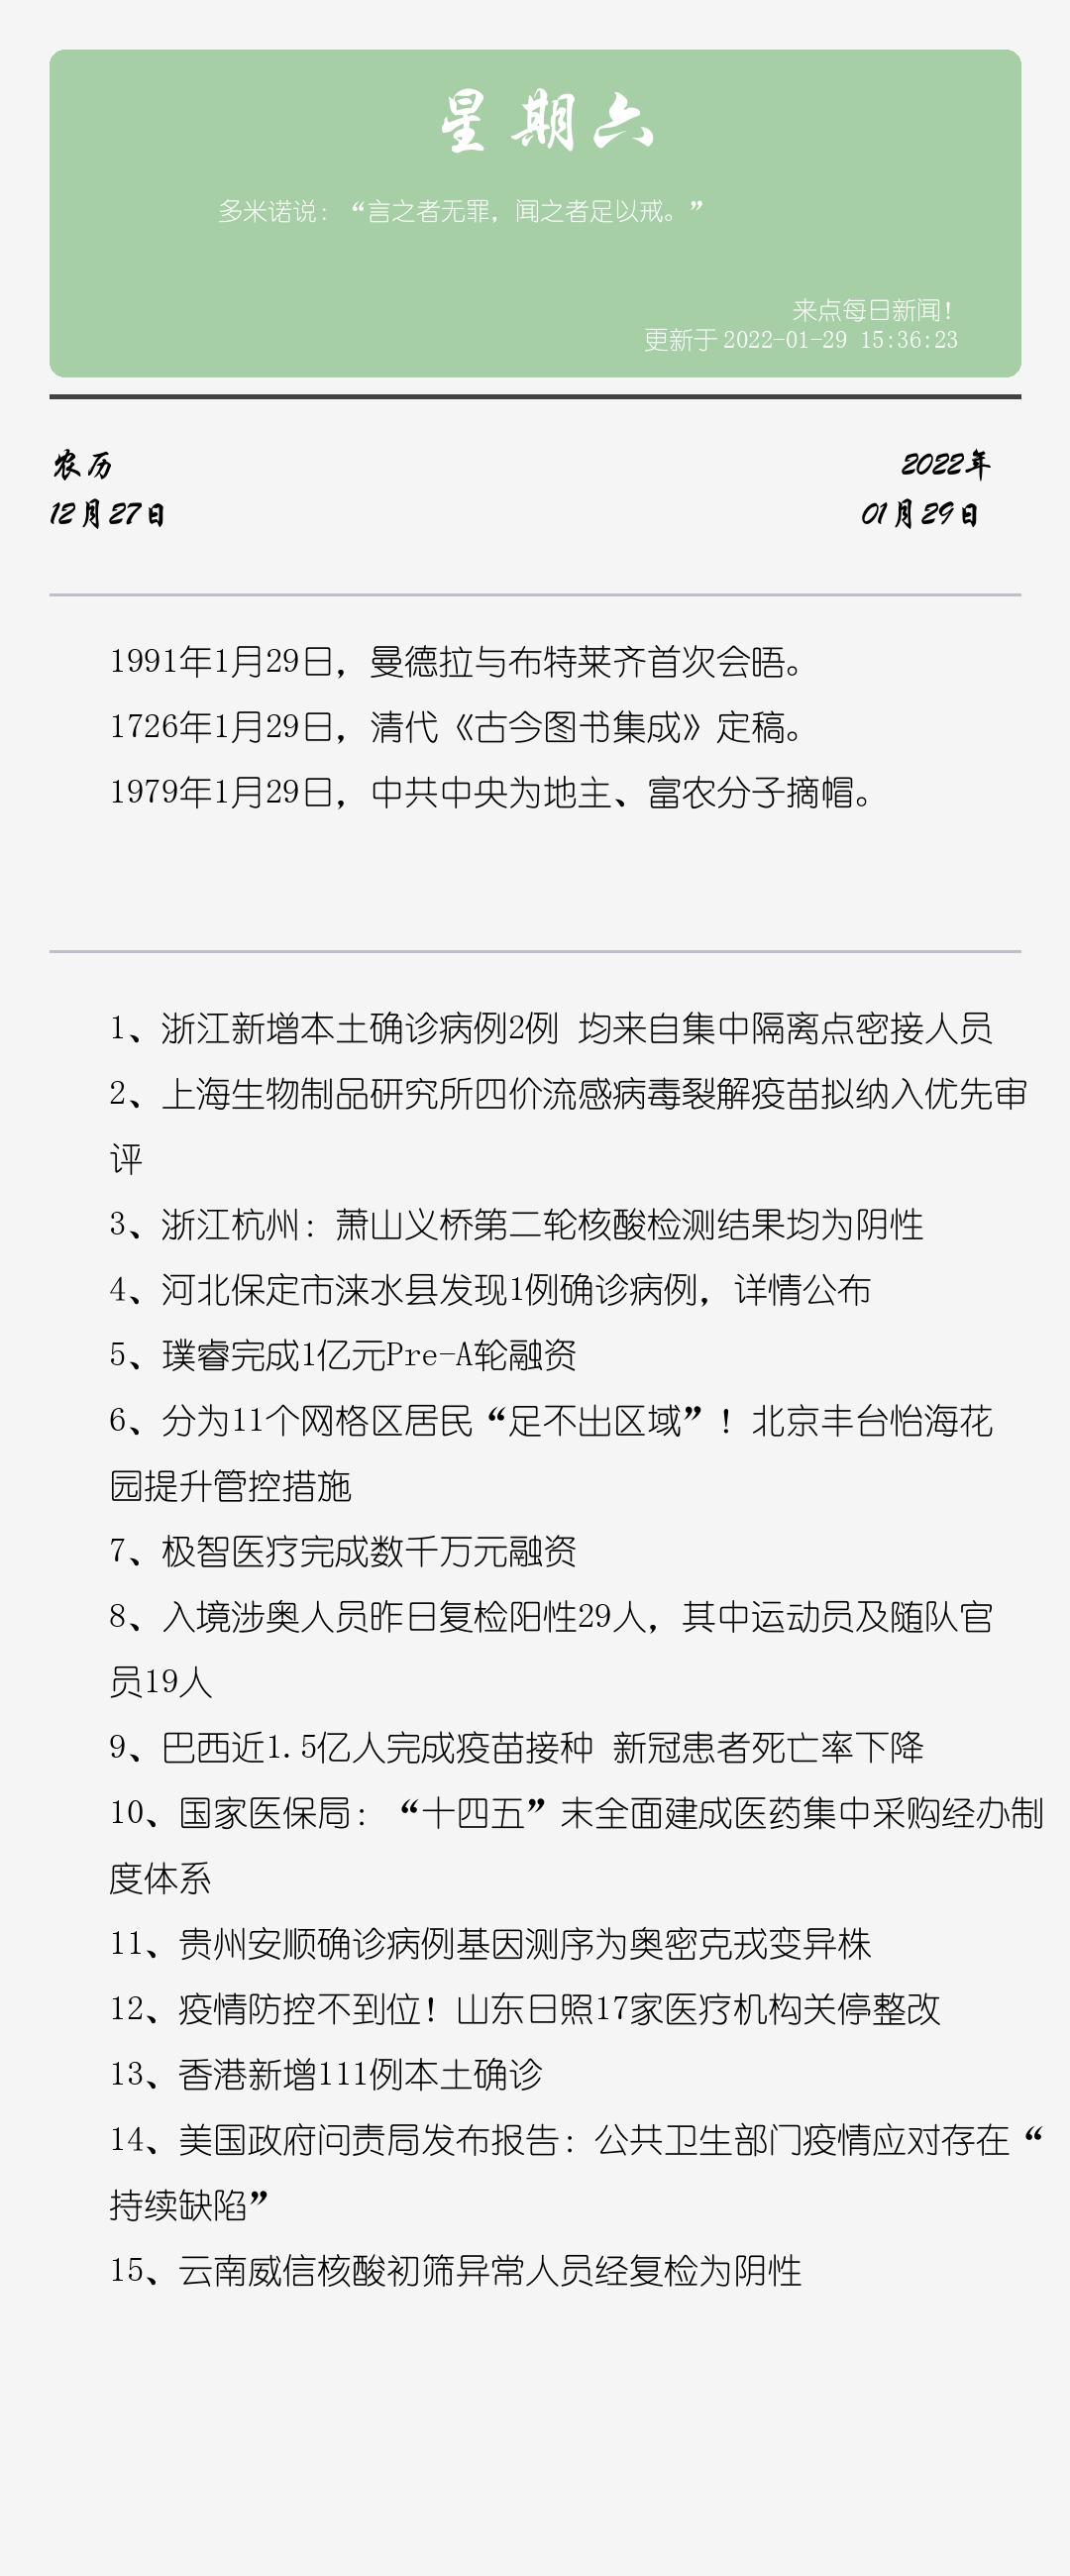 星期六
多米诺说：“言之者无罪，闻之者足以戒。”
来点每日新闻！
更新于 2022-01-29 15:36:23
农历
2022年
12月27日
01月29日
1991年1月29日，曼德拉与布特莱齐首次会晤。
1726年1月29日，清代《古今图书集成》定稿。
1979年1月29日，中共中央为地主、富农分子摘帽。
1、浙江新增本土确诊病例2例 均来自集中隔离点密接人员
2、上海生物制品研究所四价流感病毒裂解疫苗拟纳入优先审
评
3、浙江杭州：萧山义桥第二轮核酸检测结果均为阴性
4、河北保定市涞水县发现1例确诊病例，详情公布
5、璞睿完成1亿元Pre-A轮融资
6、分为11个网格区居民“足不出区域”！北京丰台怡海花
园提升管控措施
7、极智医疗完成数千万元融资
8、入境涉奥人员昨日复检阳性29人，其中运动员及随队官
员19人
9、巴西近1.5亿人完成疫苗接种 新冠患者死亡率下降
10、国家医保局：“十四五”末全面建成医药集中采购经办制
度体系
11、贵州安顺确诊病例基因测序为奥密克戎变异株
12、疫情防控不到位！山东日照17家医疗机构关停整改
13、香港新增111例本土确诊
14、美国政府问责局发布报告：公共卫生部门疫情应对存在“
持续缺陷”
15、云南威信核酸初筛异常人员经复检为阴性